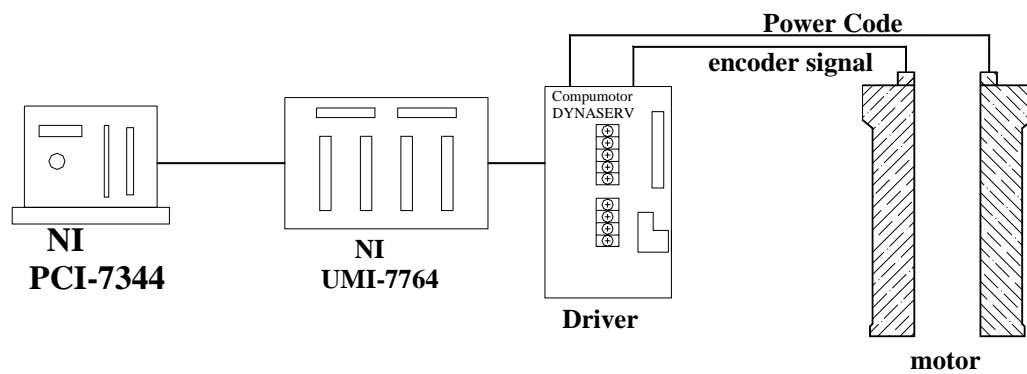 Power Code
encoder signal
Compumotor
DYNASERV
NI
PCI-7344
NI
UMI-7764
Driver
motor